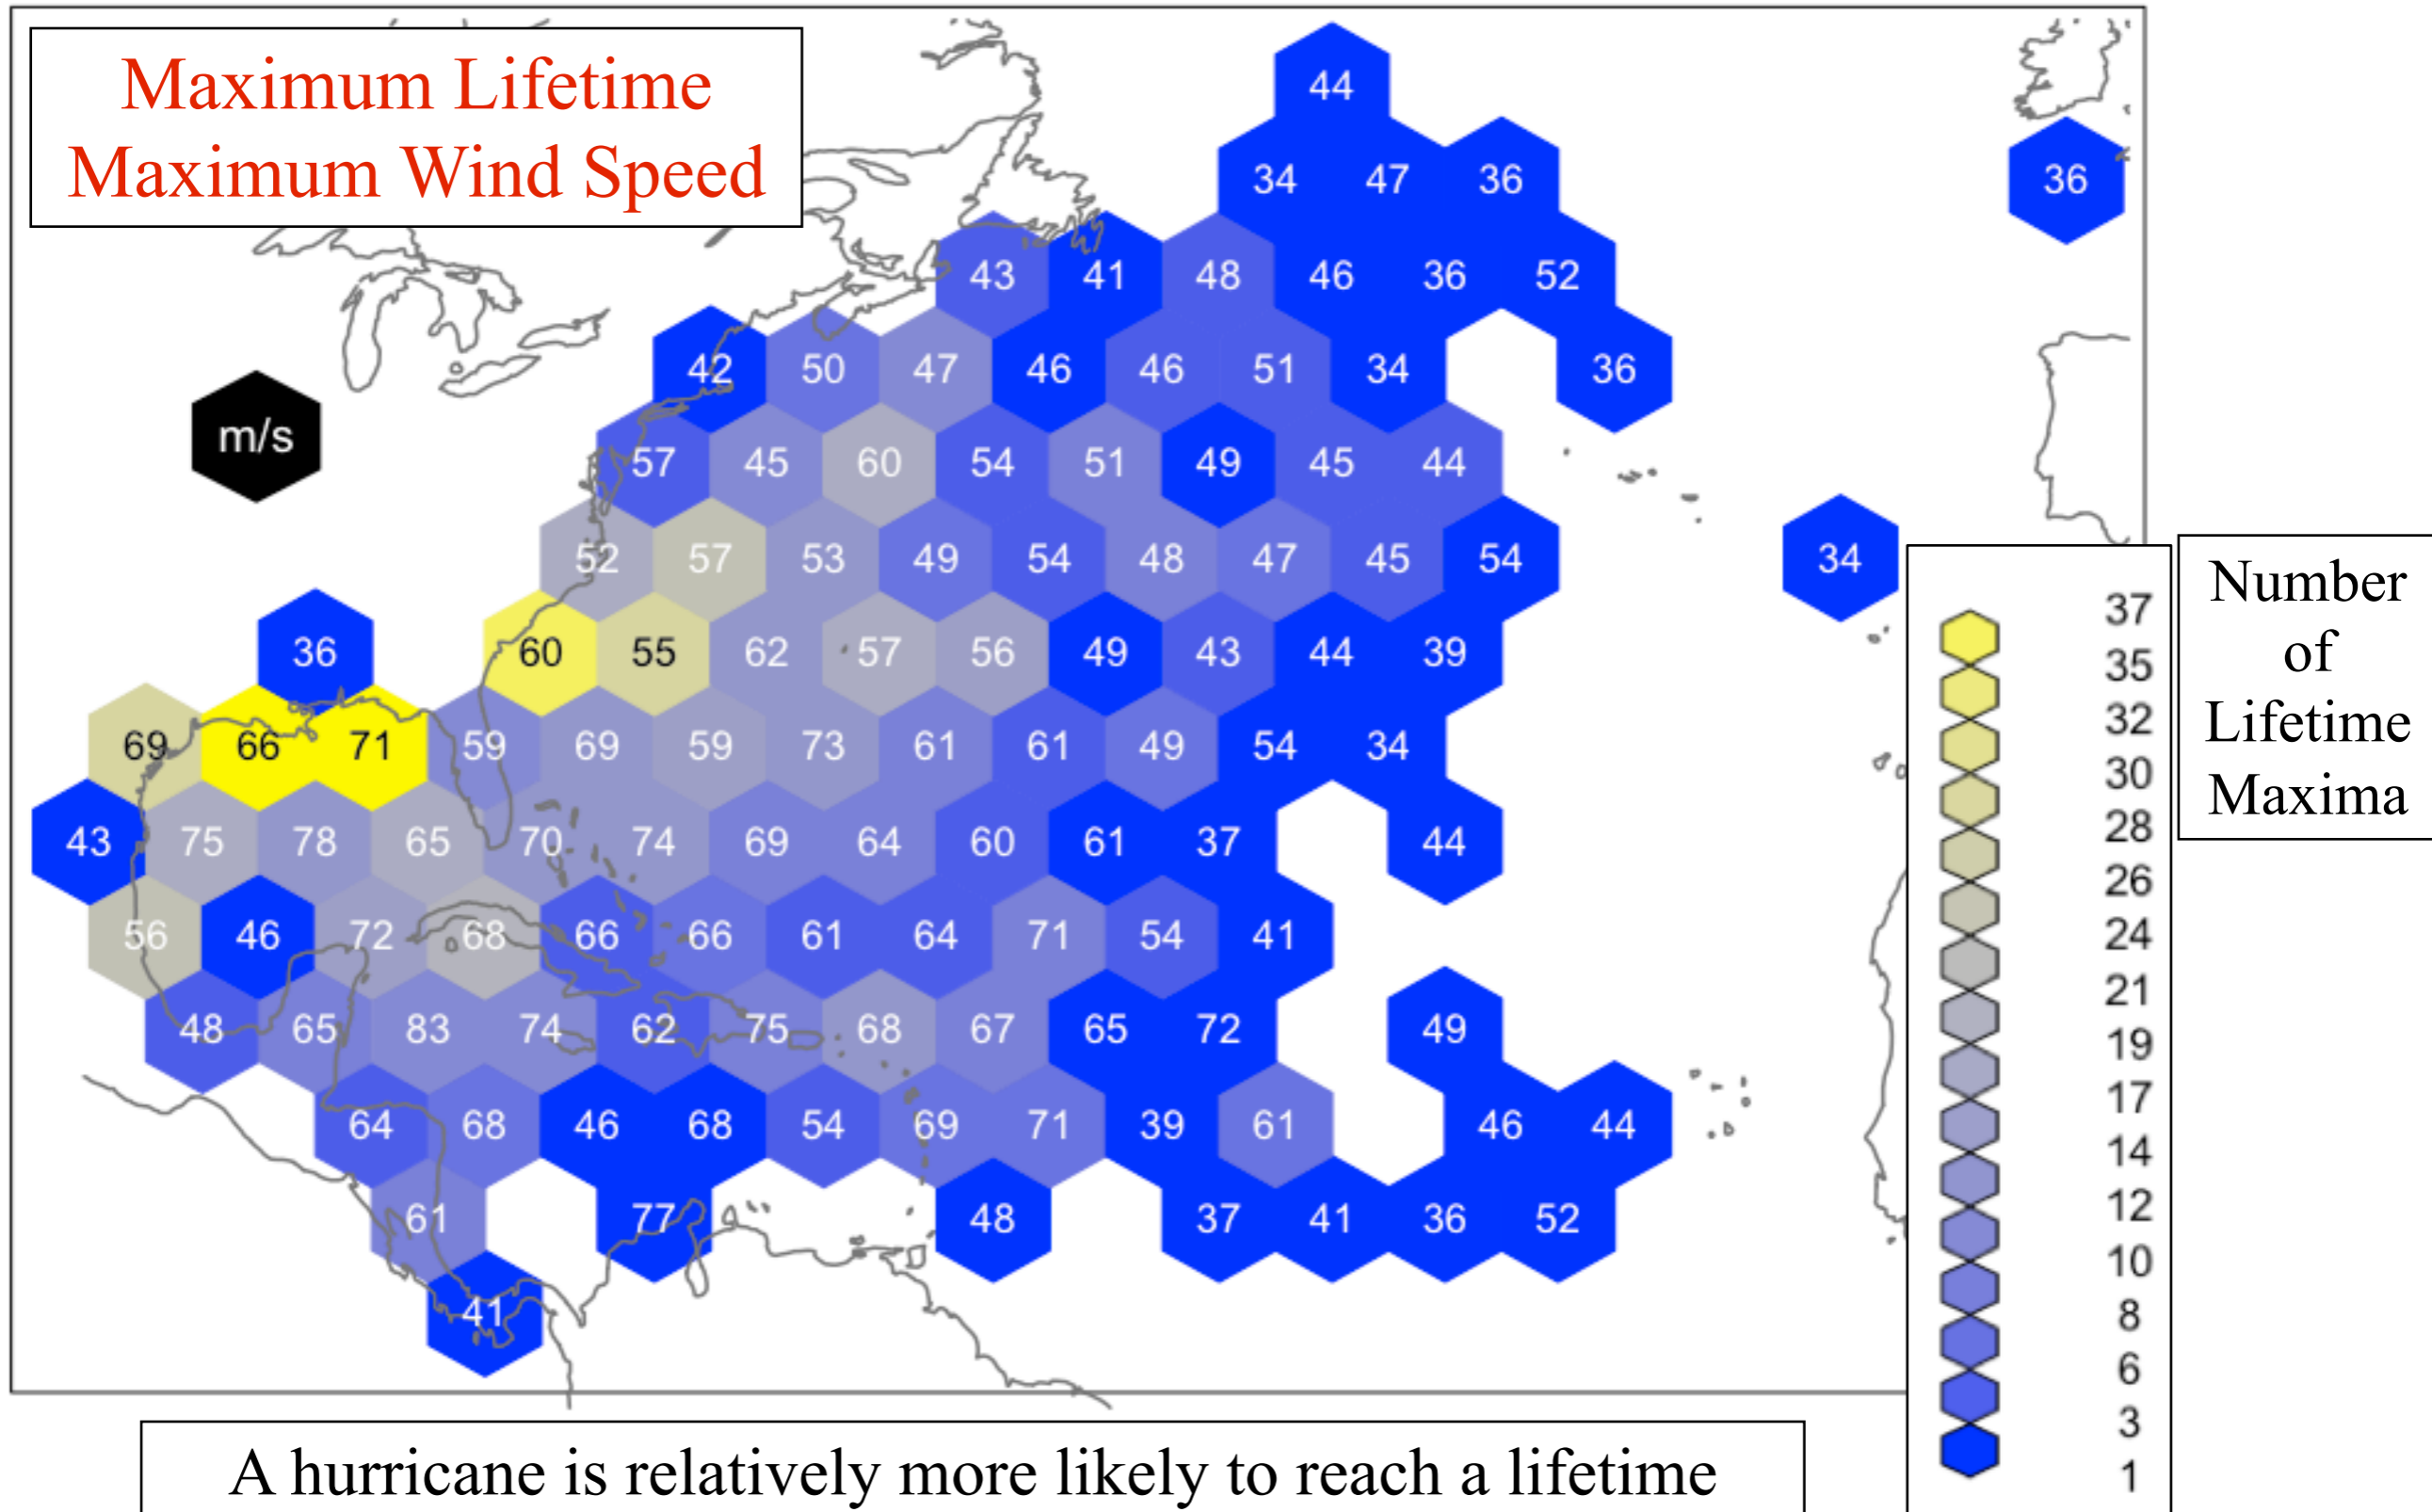 Maximum Lifetime
Maximum Wind Speed
44
34 47 36
36
43 41 48 46 36 52
42 50 47 46 46 51 34 36
m/s
57 45 60 54 51 49 45 44
52 57 53 49 54 48 47 45 54
34
36 60 55 62 57 56 49 43 44 39
69 66 71 59 69 59 73 61 61 49 54 34
43 75 78 65 70 74 69 64 60 61 37 44
56 46 72 68 66 66 61 64 71 54 41
48 65 83 74 62 75 68 67 65 72 49
64 68 46 68 54 69 71 39 61 46 44
61 77 48 37 41 36 52
41
Number
of
Lifetime
Maxima
37
35
32
30
28
26
24
21
19
17
14
12
10
8
6
3
1
A hurricane is relatively more likely to reach a lifetime